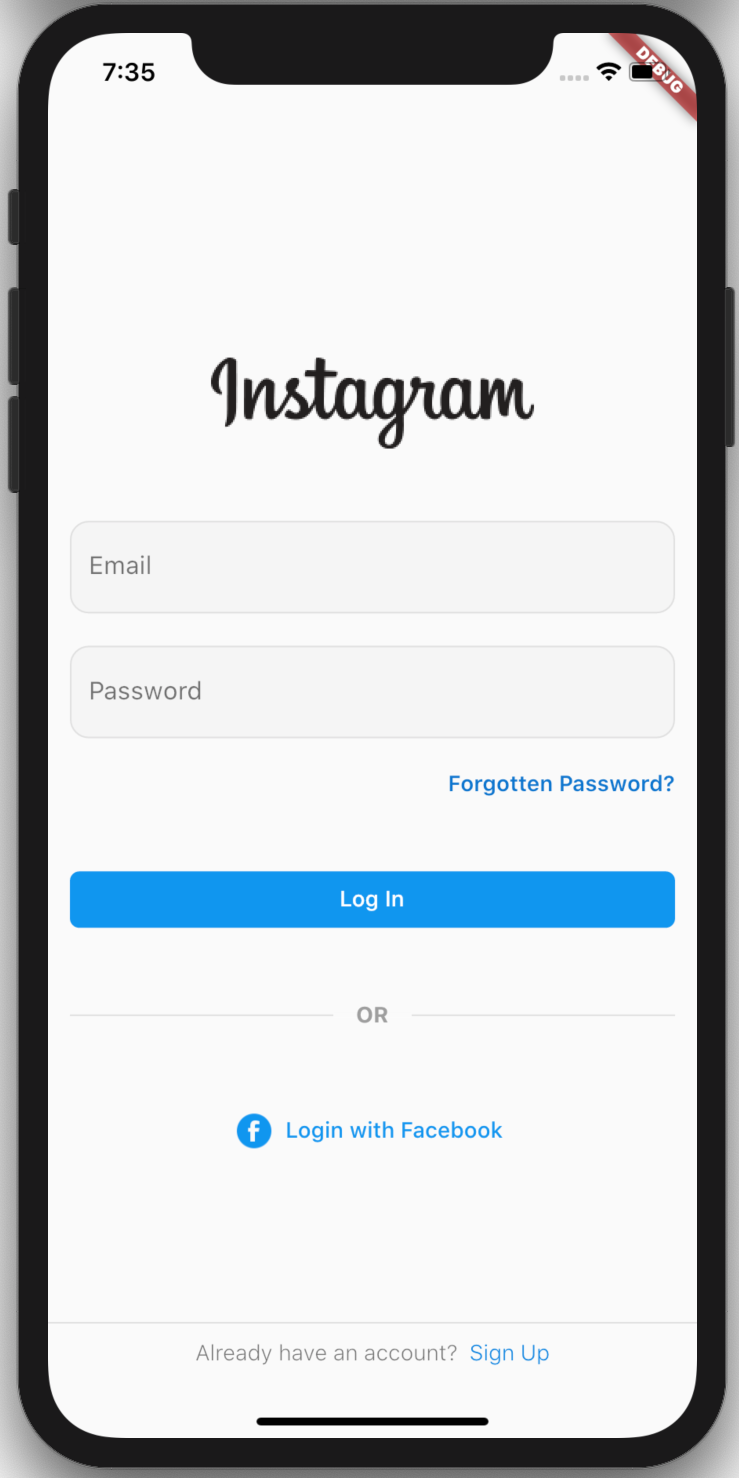 7:35
DEBUG
Instagram
Email
Password
Forgotten Password?
Log In
OR
f Login with Facebook
Already have an account? Sign Up